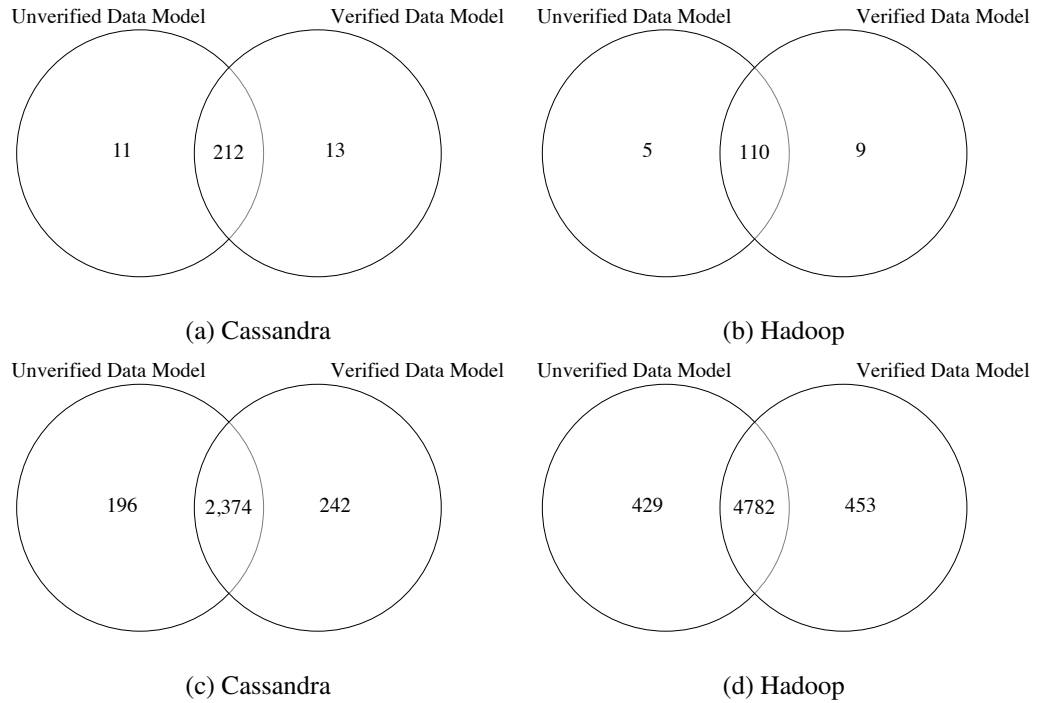 Unverified Data Model Verified Data Model Unverified Data Model Verified Data Model
11 212 13 5 110 9
(a) Cassandra (b) Hadoop
Unverified Data Model Verified Data Model Unverified Data Model Verified Data Model
196 2,374 242 429 4782 453
(c) Cassandra (d) Hadoop